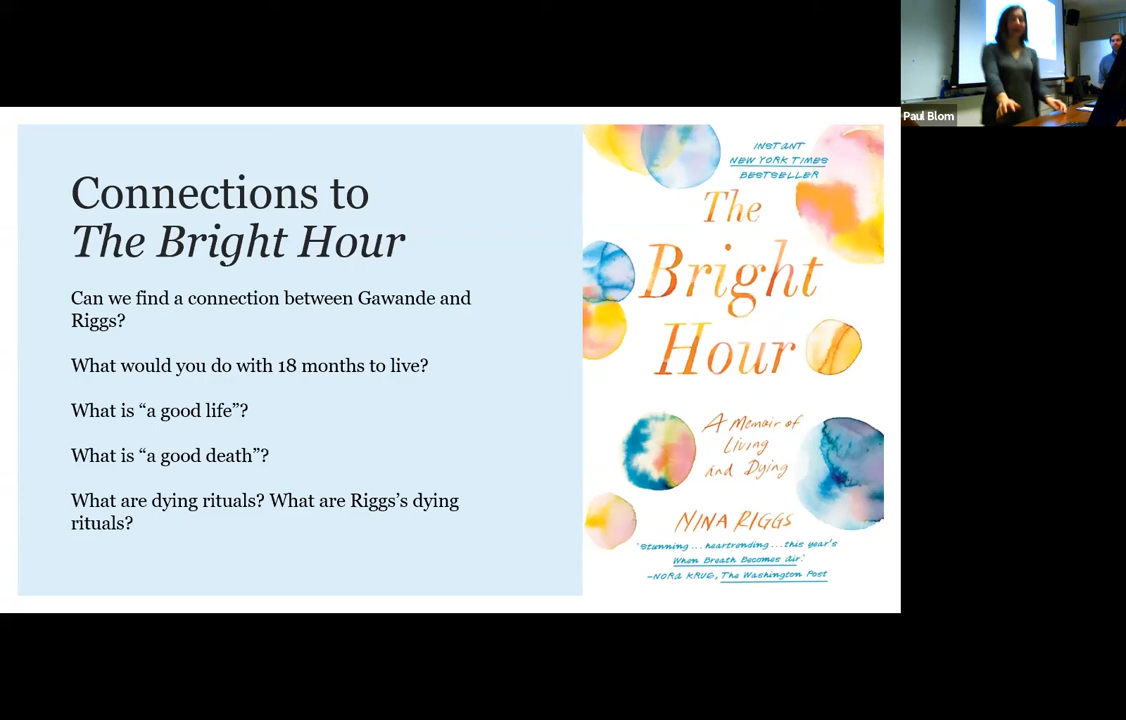 Connections to
The Bright Hour
Can we find a connection between Gawande and
Riggs?
What would you do with 18 months to live?
What is “a good life”?
What is “a good death”?
What are dying rituals? What are Riggs’s dying
rituals?
INSTANT
NEW YORK TIMES
BESTSELLER
The
Bright
Hour
A Memoir of
Living
and Dying
NINA RIGGS
"Stunning...heartrending...this year's
When Breath Becomes Air."
—NORA KRUG, The Washington Post
Paul Blom